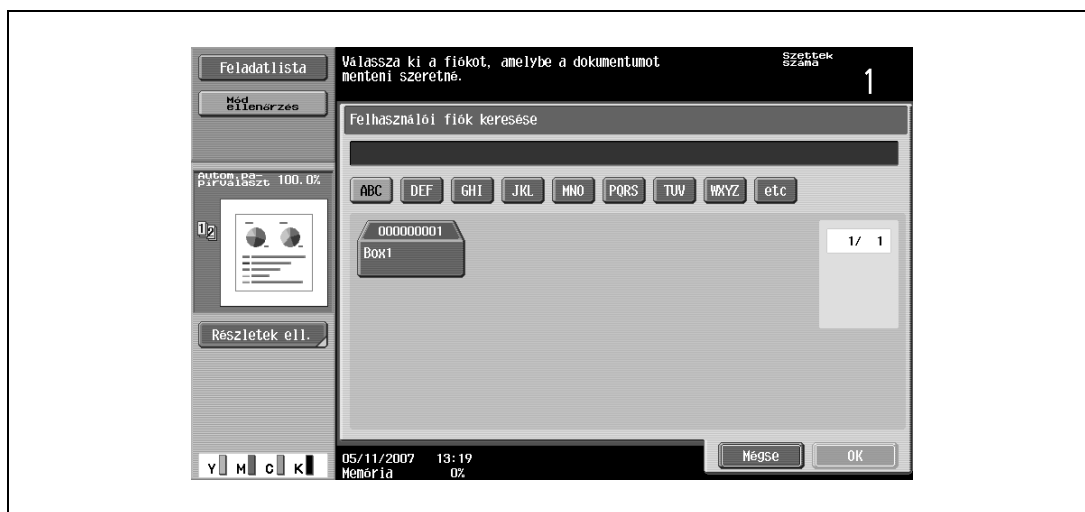 Feladatlista
Mód
ellenőrzés
Autom.pa-
pírválaszt 100.0%
1 2
Részletek ell.
Y M C K
Válassza ki a fiókot, amelybe a dokumentumot
menteni szeretné.
Szettek
száma
1
Felhasználói fiók keresése
ABC DEF GHI JKL MNO PQRS TUV WXYZ etc
000000001
Box1
1/ 1
05/11/2007 13:19
Memória 0%
Mégse OK